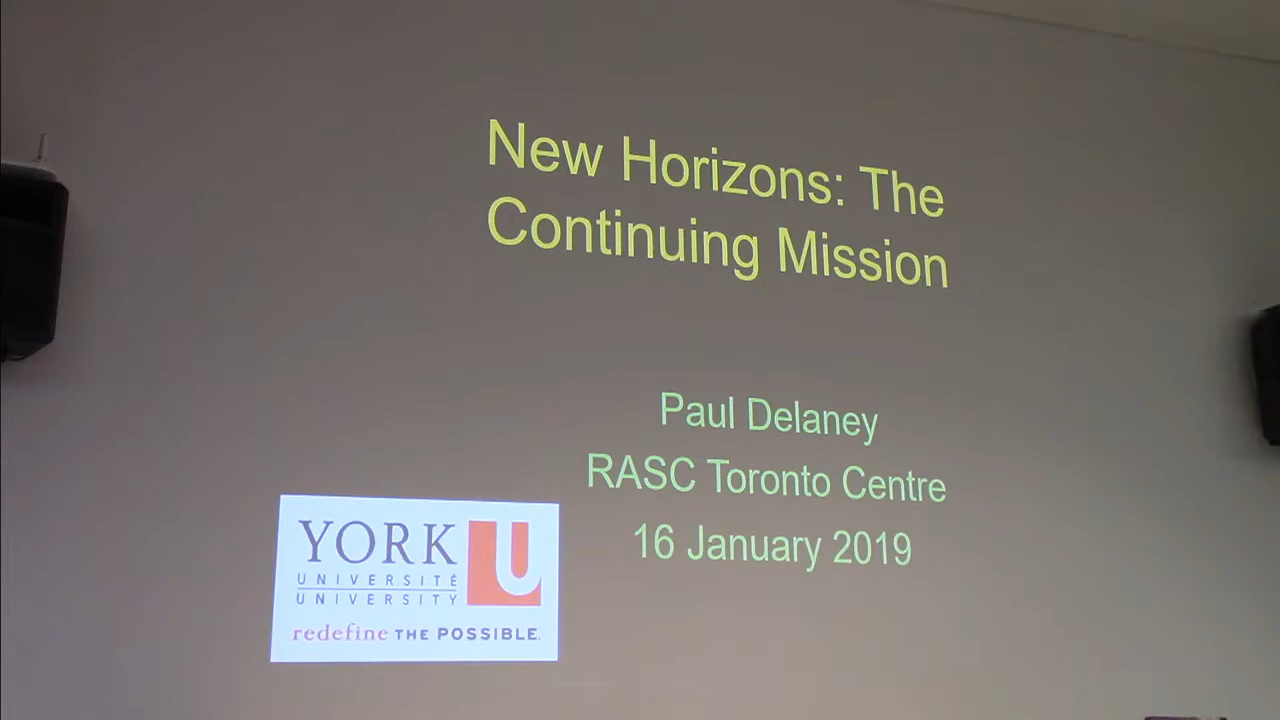 New Horizons: The
Continuing Mission
Paul Delaney
RASC Toronto Centre
16 January 2019
YORK U
UNIVERSITÉ
UNIVERSITY
redefine THE POSSIBLE.